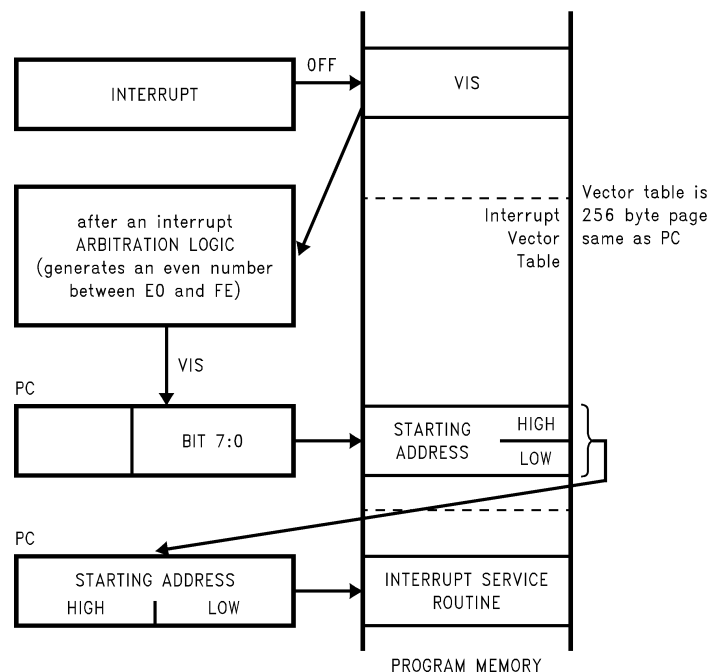 INTERRUPT
OFF
VIS
after an interrupt
ARBITRATION LOGIC
(generates an even number
between E0 and FE)
Interrupt
Vector
Table
Vector table is
256 byte page
same as PC
VIS
PC
BIT 7:0
STARTING
ADDRESS
HIGH
LOW
PC
STARTING ADDRESS
HIGH
LOW
INTERRUPT SERVICE
ROUTINE
PROGRAM MEMORY